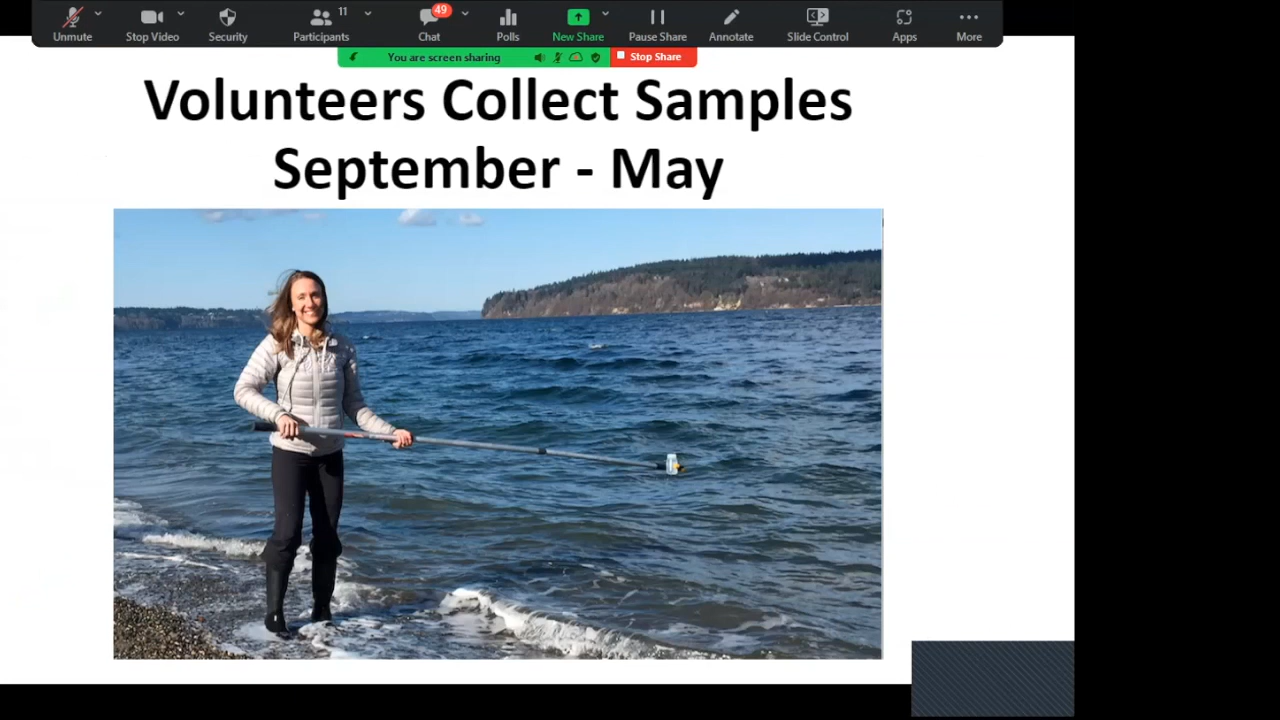 Unmute
Stop Video
Security
11
Participants
49
Chat
Polls
New Share
Pause Share
Annotate
Slide Control
Apps
More
You are screen sharing
Stop Share
Volunteers Collect Samples
September - May